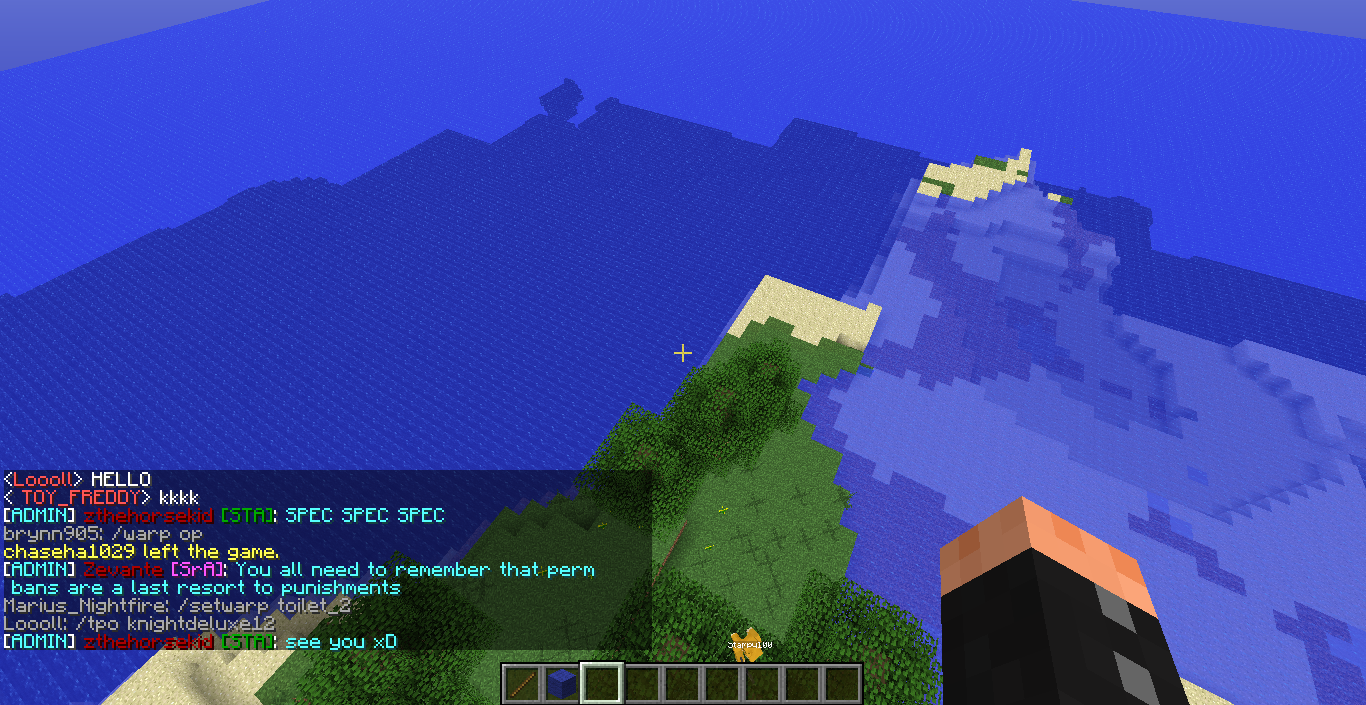 <Loooll> HELLO
< TOY_FREDDY> kkkk
[ADMIN] zthehorsekid [STA]: SPEC SPEC SPEC
brynn905: /warp op
chaseha1029 left the game.
[ADMIN] Zevante [SrA]: You all need to remember that perm
bans are a last resort to punishments
Marius_Nightfire: /setwarp toilet_2
Loooll: /tpo knightdeluxe12
[ADMIN] zthehorsekid [STA]: see you xD
Stampy100